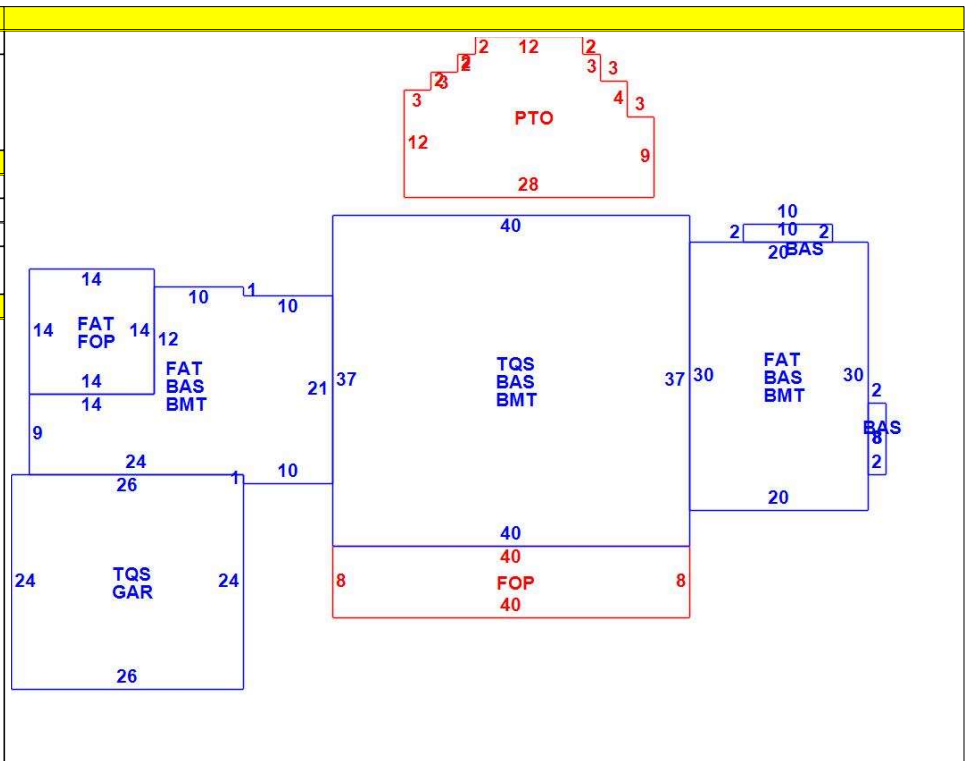 2 12 2
2
2 3 3
3 3
4 3
12 PTO 9
28
10
2 10 2
20 BAS
40
14
10 1
10
14 FAT 14 12
FOP
14
14
FAT
BAS
BMT
21 37
TQS
BAS
BMT
37 30
FAT
BAS
BMT
30
2
BAS
8
2
9
24 1 10
26
20
40
24 TQS 24
GAR
26
40
8 FOP 8
40